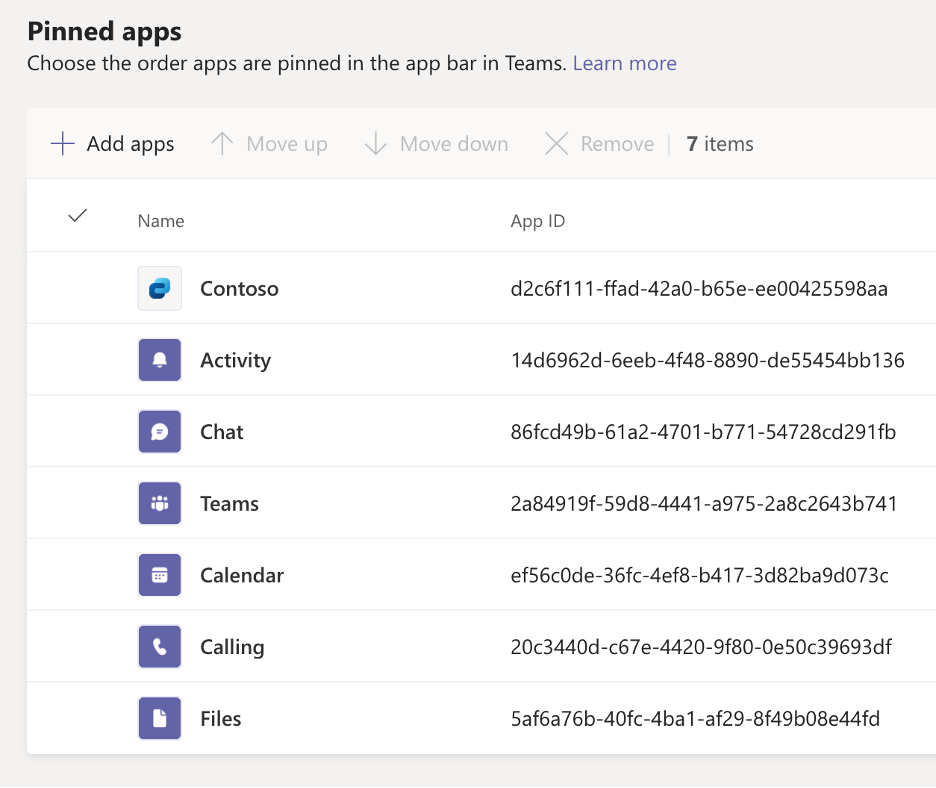 Pinned apps
Choose the order apps are pinned in the app bar in Teams. Learn more
Add apps Move up Move down Remove 7 items
Name App ID
Contoso d2c6f111-ffad-42a0-b65e-ee00425598aa
Activity 14d6962d-6eeb-4f48-8890-de55454bb136
Chat 86fcd49b-61a2-4701-b771-54728cd291fb
Teams 2a84919f-59d8-4441-a975-2a8c2643b741
Calendar ef56c0de-36fc-4ef8-b417-3d82ba9d073c
Calling 20c3440d-c67e-4420-9f80-0e50c39693df
Files 5af6a76b-40fc-4ba1-af29-8f49b08e44fd